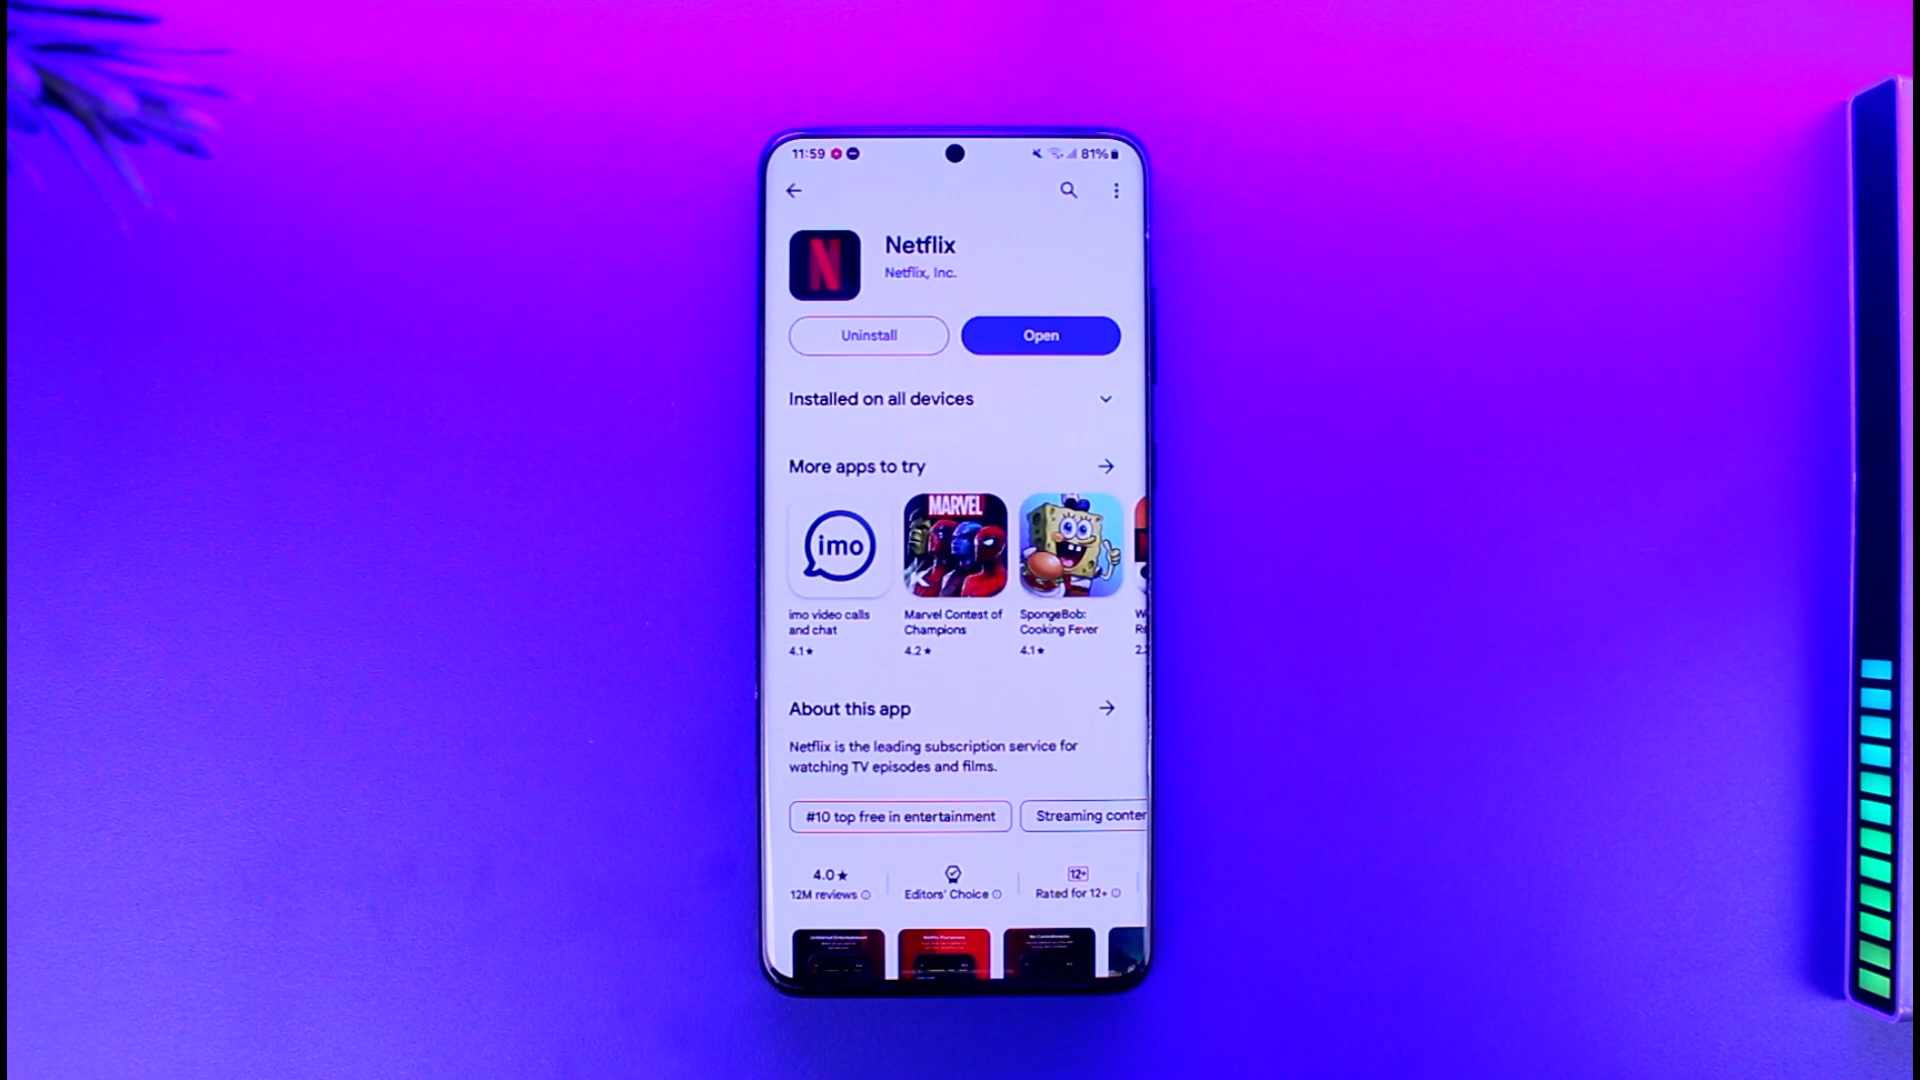 11:59
81%
Netflix
Netflix, Inc.
Uninstall
Open
Installed on all devices
More apps to try
imo
MARVEL
imo video calls
and chat
4.1★
Marvel Contest of
Champions
4.2★
SpongeBob:
Cooking Fever
4.1★
About this app
Netflix is the leading subscription service for
watching TV episodes and films.
#10 top free in entertainment
Streaming conter
4.0★
12M reviews
Editors' Choice
12+
Rated for 12+